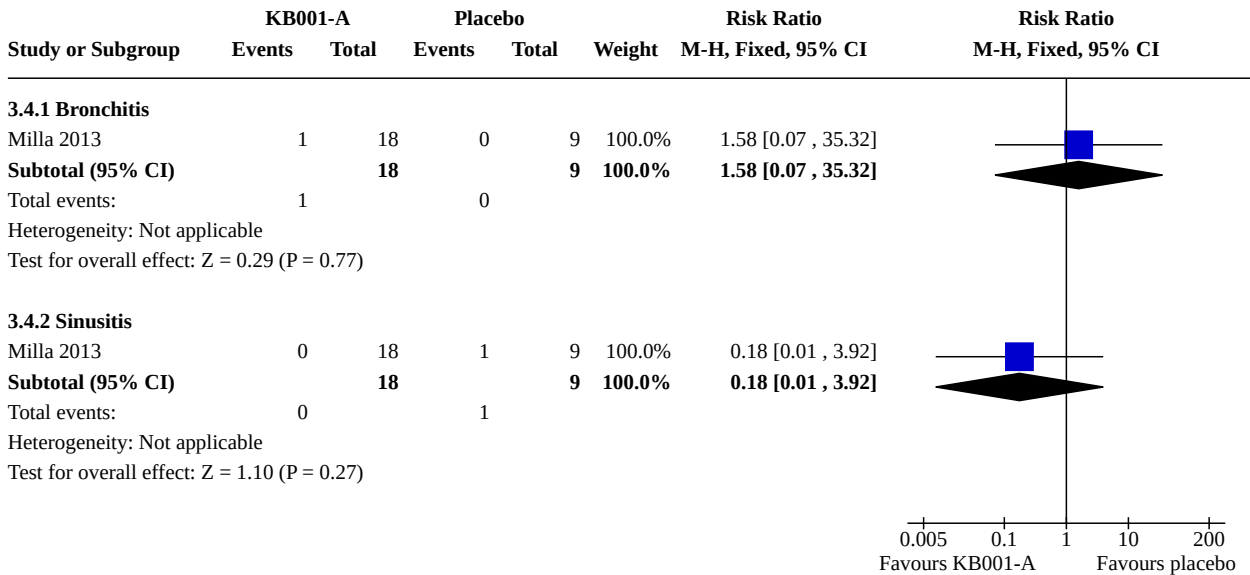 KB001-A Placebo Risk Ratio Risk Ratio
Study or Subgroup Events Total Events Total Weight M-H, Fixed, 95% CI M-H, Fixed, 95% CI
3.4.1 Bronchitis
Milla 2013 1 18 0 9 100.0% 1.58 [0.07 , 35.32]
Subtotal (95% CI) 18 9 100.0% 1.58 [0.07 , 35.32]
Total events: 1 0
Heterogeneity: Not applicable
Test for overall effect: Z = 0.29 (P = 0.77)
3.4.2 Sinusitis
Milla 2013 0 18 1 9 100.0% 0.18 [0.01 , 3.92]
Subtotal (95% CI) 18 9 100.0% 0.18 [0.01 , 3.92]
Total events: 0 1
Heterogeneity: Not applicable
Test for overall effect: Z = 1.10 (P = 0.27)
0.005 0.1 1 10 200
Favours KB001-A Favours placebo